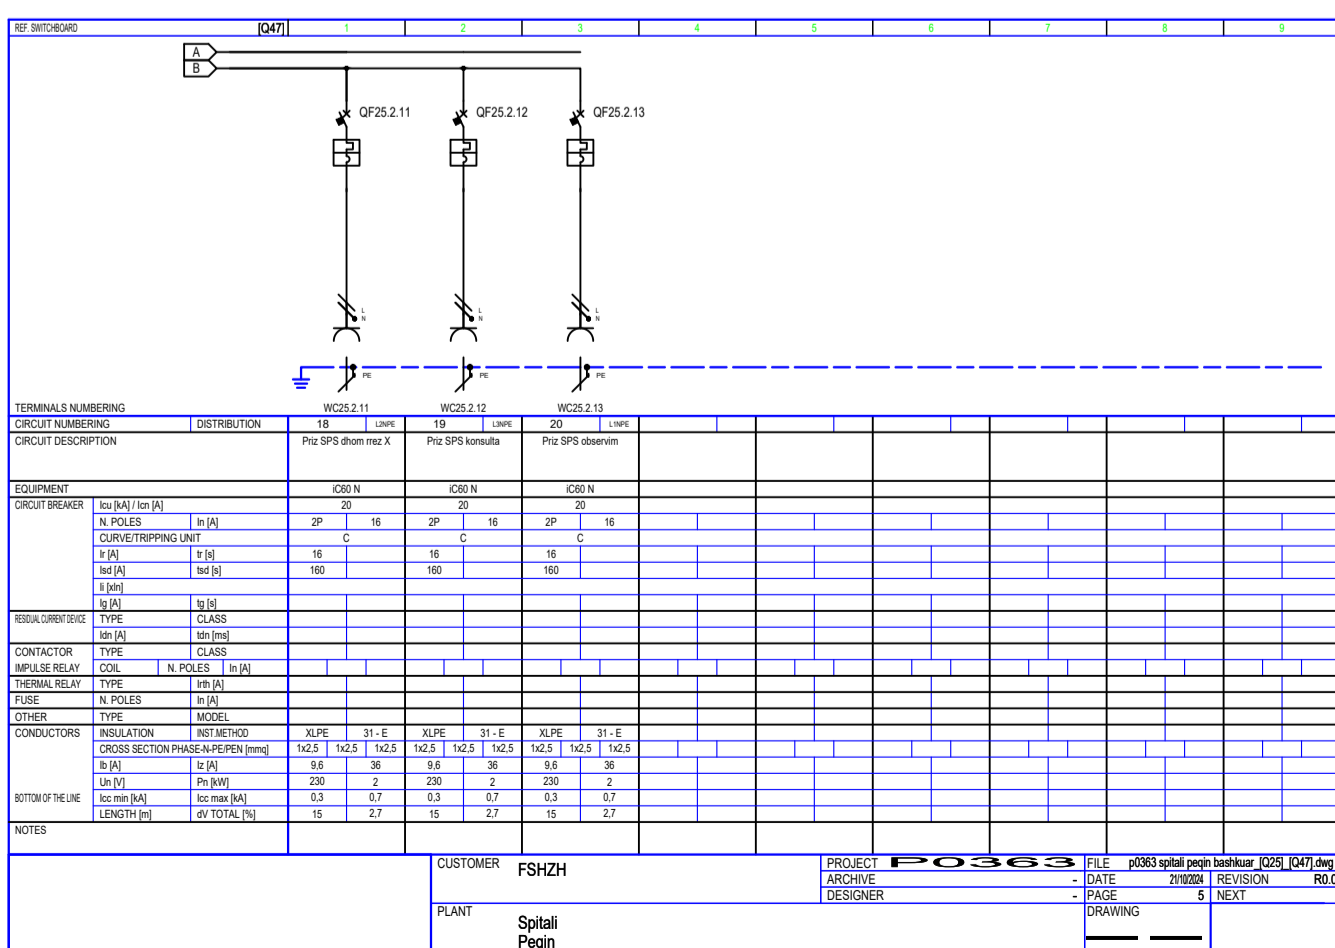 REF. SWITCHBOARD [Q47] 1 2 3 4 5 6 7 8 9
A
B
QF25.2.11 QF25.2.12 QF25.2.13
L L L
N N N
PE PE PE
TERMINALS NUMBERING WC25.2.11 WC25.2.12 WC25.2.13
CIRCUIT NUMBERING DISTRIBUTION 18 L2NPE 19 L3NPE 20 L1NPE
CIRCUIT DESCRIPTION Priz SPS dhom rrez X Priz SPS konsulta Priz SPS observim
EQUIPMENT iC60 N iC60 N iC60 N
CIRCUIT BREAKER Icu [kA] / Icn [A] 20 20 20
N. POLES In [A] 2P 16 2P 16 2P 16
CURVE/TRIPPING UNIT C C C
Ir [A] tr [s] 16 16 16
Isd [A] tsd [s] 160 160 160
Ii [xIn]
Ig [A] tg [s]
RESIDUAL CURRENT DEVICE TYPE CLASS
Idn [A] tdn [ms]
CONTACTOR TYPE CLASS
IMPULSE RELAY COIL N. POLES In [A]
THERMAL RELAY TYPE Irth [A]
FUSE N. POLES In [A]
OTHER TYPE MODEL
CONDUCTORS INSULATION INST.METHOD XLPE 31 - E XLPE 31 - E XLPE 31 - E
CROSS SECTION PHASE-N-PE/PEN [mmq] 1x2,5 1x2,5 1x2,5 1x2,5 1x2,5 1x2,5 1x2,5 1x2,5 1x2,5
Ib [A] Iz [A] 9,6 36 9,6 36 9,6 36
Un [V] Pn [kW] 230 2 230 2 230 2
BOTTOM OF THE LINE Icc min [kA] Icc max [kA] 0,3 0,7 0,3 0,7 0,3 0,7
LENGTH [m] dV TOTAL [%] 15 2,7 15 2,7 15 2,7
NOTES
CUSTOMER FSHZH PROJECT P0363 FILE p0363 spitali peqin bashkuar_[Q25]_[Q47].dwg
ARCHIVE - DATE 21/10/2024 REVISION R0.0
DESIGNER - PAGE 5 NEXT
PLANT Spitali DRAWING
Peqin